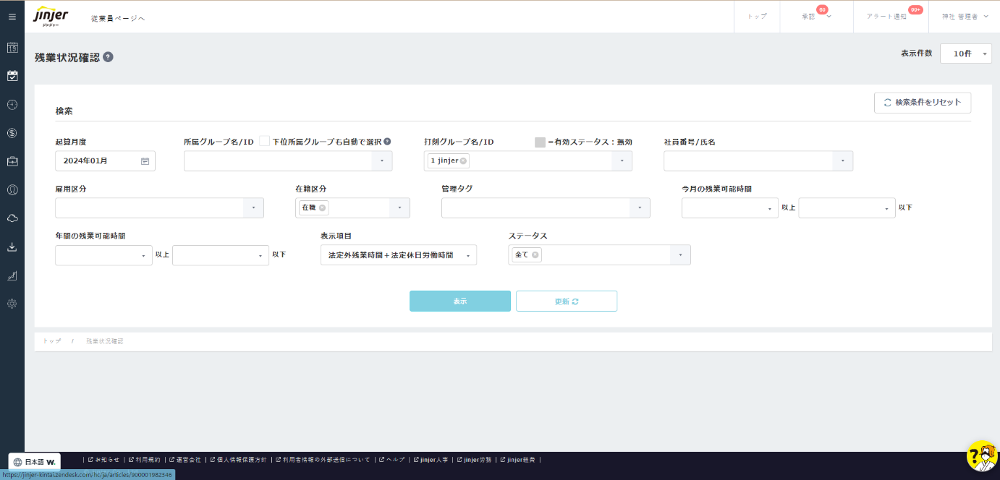 jinjer
ジンジャー
従業員ページへ
トップ
承認
60
アラート通知
99+
神社 管理者
19
残業状況確認 ?
表示件数
10件
検索
検索条件をリセット
起算月度
所属グループ名/ID
下位所属グループも自動で選択 ?
打刻グループ名/ID
=有効ステータス：無効
社員番号/氏名
2024年01月
1 jinjer
雇用区分
在籍区分
管理タグ
今月の残業可能時間
在職
以上
以下
年間の残業可能時間
表示項目
ステータス
以上
以下
法定外残業時間＋法定休日労働時間
全て
表示
更新
トップ / 残業状況確認
?
日本語 W.
| お知らせ | 利用規約 | 運営会社 | 個人情報保護方針 | 利用者情報の外部送信について | ヘルプ | jinjer人事 | jinjer労務 | jinjer経費 |
https://jinjer-kintai.zendesk.com/hc/ja/articles/900001982346